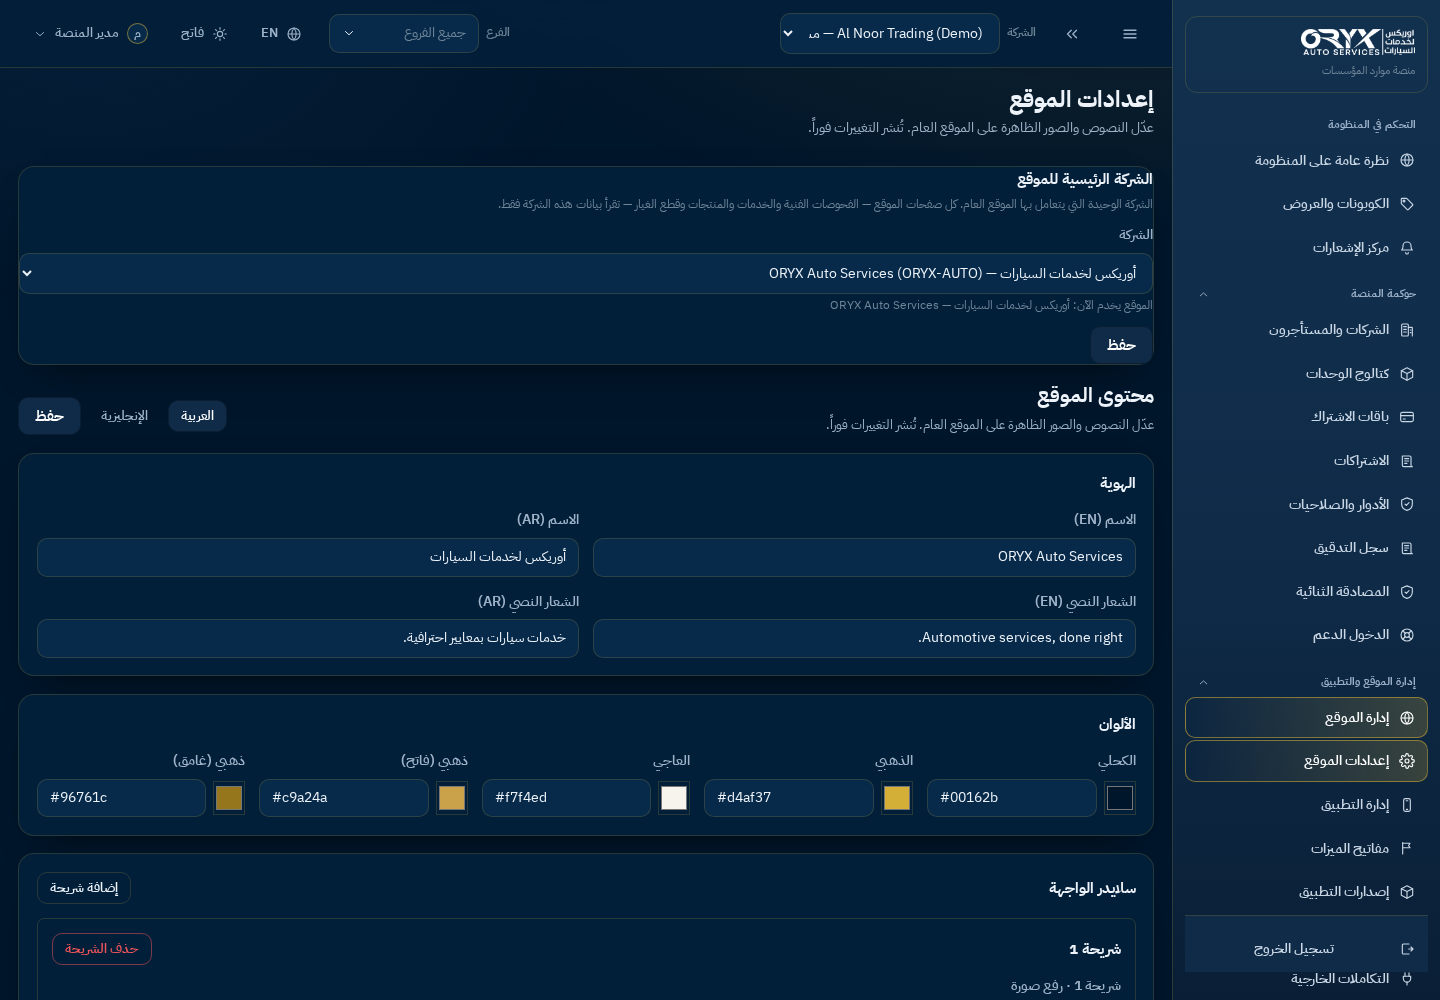 اوريكس
لخدمات
السيارات
ORYX
AUTO SERVICES
منصة موارد المؤسسات
التحكم في المنظومة
نظرة عامة على المنظومة
الكوبونات والعروض
مركز الإشعارات
حوكمة المنصة
الشركات والمستأجرون
كتالوج الوحدات
باقات الاشتراك
الاشتراكات
الأدوار والصلاحيات
سجل التدقيق
المصادقة الثنائية
الدخول الدعم
إدارة الموقع والتطبيق
إدارة الموقع
إعدادات الموقع
إدارة التطبيق
مفاتيح الميزات
إصدارات التطبيق
تسجيل الخروج
التكاملات الخارجية
الشركة
Al Noor Trading (Demo) —
الفرع
جميع الفروع
EN
فاتح
م
مدير المنصة
إعدادات الموقع
عدّل النصوص والصور الظاهرة على الموقع العام. تُنشر التغييرات فوراً.
الشركة الرئيسية للموقع
الشركة الوحيدة التي يتعامل بها الموقع العام. كل صفحات الموقع — الفحوصات الفنية والخدمات والمنتجات وقطع الغيار — تقرأ بيانات هذه الشركة فقط.
الشركة
أوريكس لخدمات السيارات — ORYX Auto Services (ORYX-AUTO)
الموقع يخدم الآن: أوريكس لخدمات السيارات — ORYX Auto Services
حفظ
محتوى الموقع
عدّل النصوص والصور الظاهرة على الموقع العام. تُنشر التغييرات فوراً.
العربية
الإنجليزية
حفظ
الهوية
الاسم (EN)
الاسم (AR)
ORYX Auto Services
أوريكس لخدمات السيارات
الشعار النصي (EN)
الشعار النصي (AR)
Automotive services, done right.
خدمات سيارات بمعايير احترافية.
الألوان
الكحلي
الذهبي
العاجي
ذهبي (فاتح)
ذهبي (غامق)
#00162b
#d4af37
#f7f4ed
#c9a24a
#96761c
سلايدر الواجهة
إضافة شريحة
شريحة 1
حذف الشريحة
شريحة 1 · رفع صورة